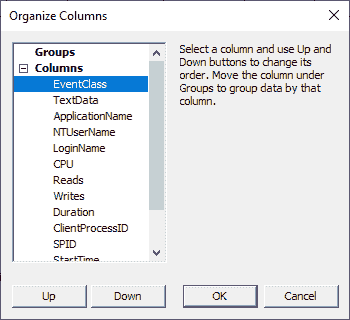 Organize Columns
Groups
Columns
EventClass
TextData
ApplicationName
NTUserName
LoginName
CPU
Reads
Writes
Duration
ClientProcessID
SPID
StartTime
Select a column and use Up and
Down buttons to change its
order. Move the column under
Groups to group data by that
column.
Up
Down
OK
Cancel